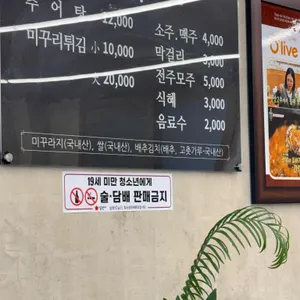 추어탕 12,000
미꾸리튀김 小 10,000
大 20,000
소주, 맥주 4,000
막걸리 3,000
전주모주 5,000
식혜 3,000
음료수 2,000
미꾸라지(국내산), 쌀(국내산), 배추김치(배추, 고춧가루-국내산)
19세 미만 청소년에게
술·담배 판매금지
Olive